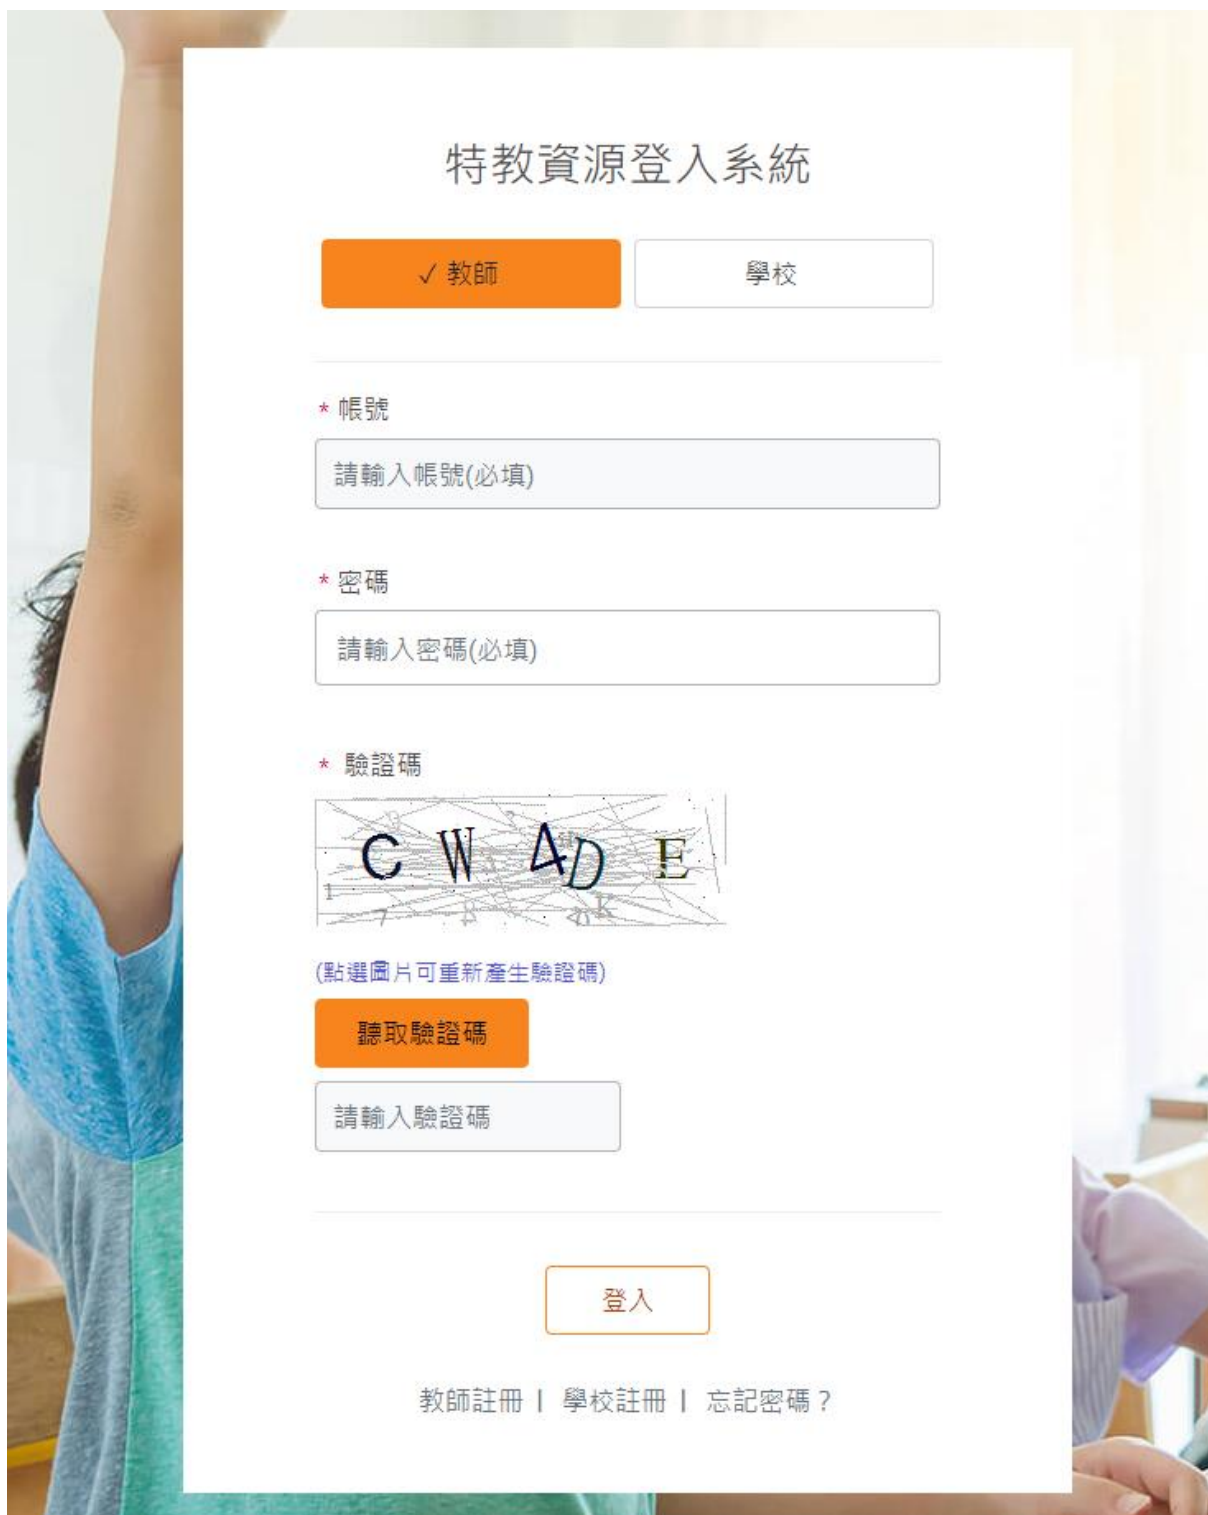 特教資源登入系統
✓ 教師 學校
* 帳號
請輸入帳號(必填)
* 密碼
請輸入密碼(必填)
* 驗證碼
(點選圖片可重新產生驗證碼)
聽取驗證碼
請輸入驗證碼
登入
教師註冊 | 學校註冊 | 忘記密碼?